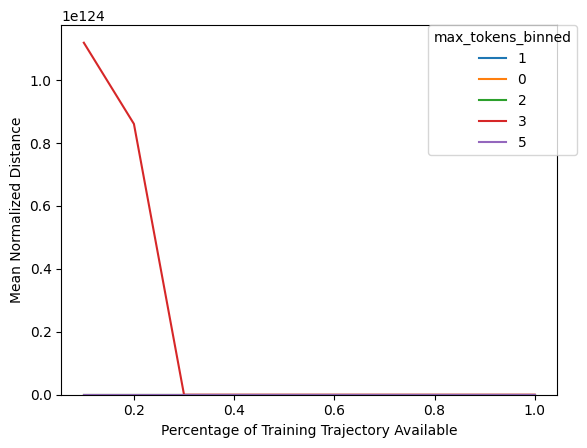 1e124
max_tokens_binned
1
0
2
3
5
1.0
0.8
0.6
0.4
0.2
0.0
Mean Normalized Distance
0.2 0.4 0.6 0.8 1.0
Percentage of Training Trajectory Available